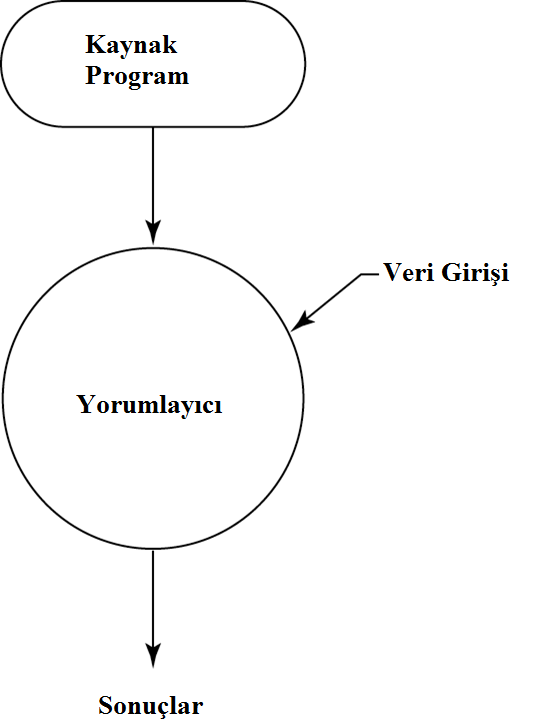 Kaynak
Program
Veri Girişi
Yorumlayıcı
Sonuçlar